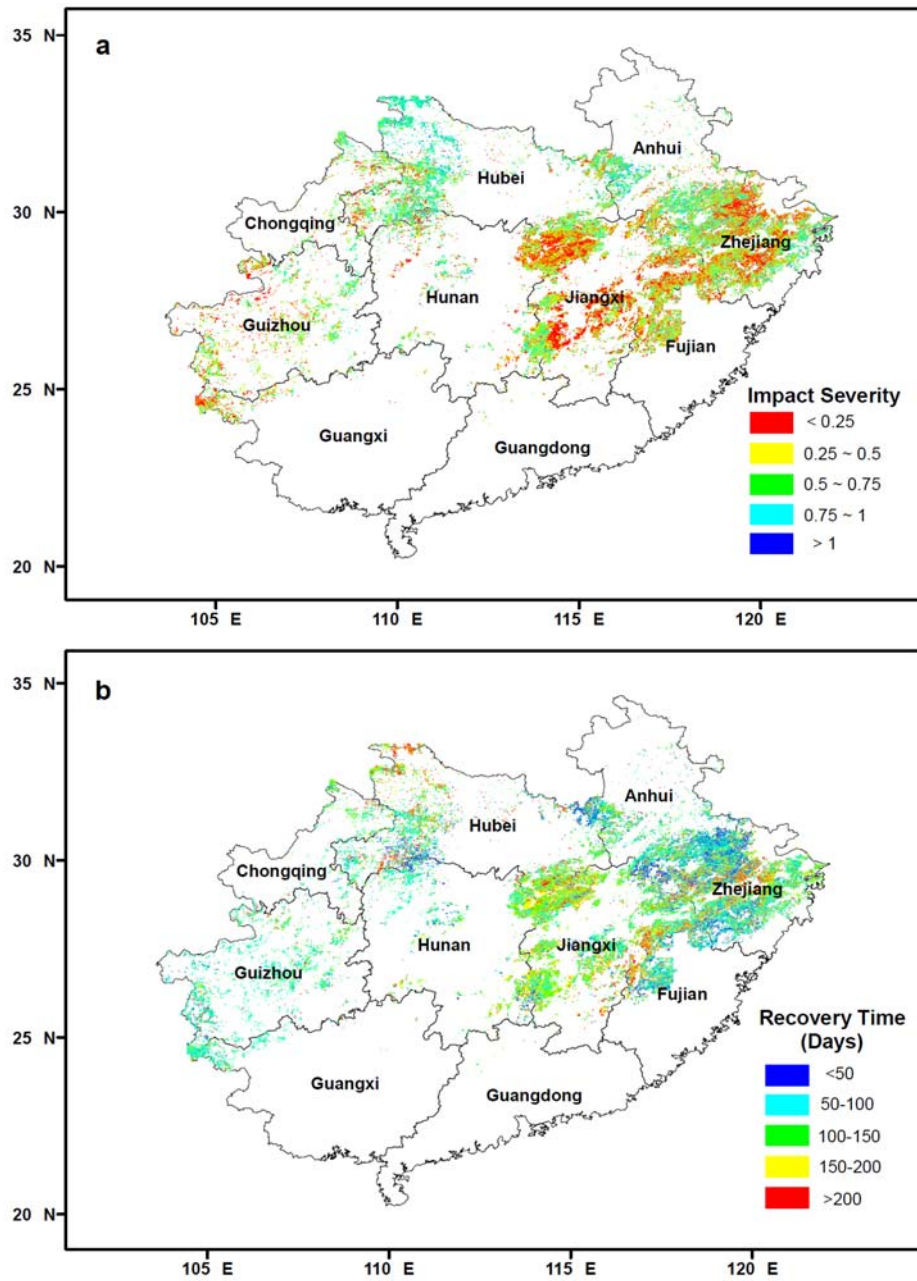 35 N
a
Anhui
Hubei
30 N
Chongqing
Zhejiang
Hunan
Jiangxi
Guizhou
Fujian
25 N
Impact Severity
< 0.25
Guangxi
Guangdong
0.25 ~ 0.5
0.5 ~ 0.75
0.75 ~ 1
20 N
> 1
105 E
110 E
115 E
120 E
35 N
b
Anhui
Hubei
30 N
Chongqing
Zhejiang
Hunan
Jiangxi
Guizhou
Fujian
25 N
Recovery Time
(Days)
Guangxi
Guangdong
<50
50-100
100-150
150-200
20 N
>200
105 E
110 E
115 E
120 E